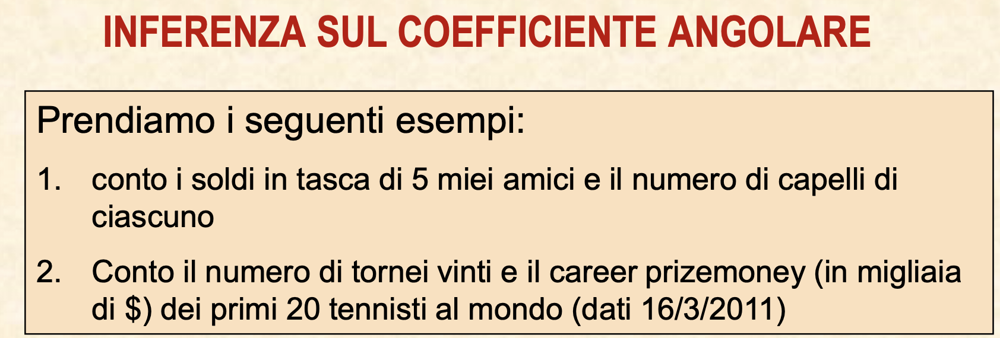 INFERENZA SUL COEFFICIENTE ANGOLARE
Prendiamo i seguenti esempi:
1. conto i soldi in tasca di 5 miei amici e il numero di capelli di
ciascuno
2. Conto il numero di tornei vinti e il career prizemoney (in migliaia
di $) dei primi 20 tennisti al mondo (dati 16/3/2011)